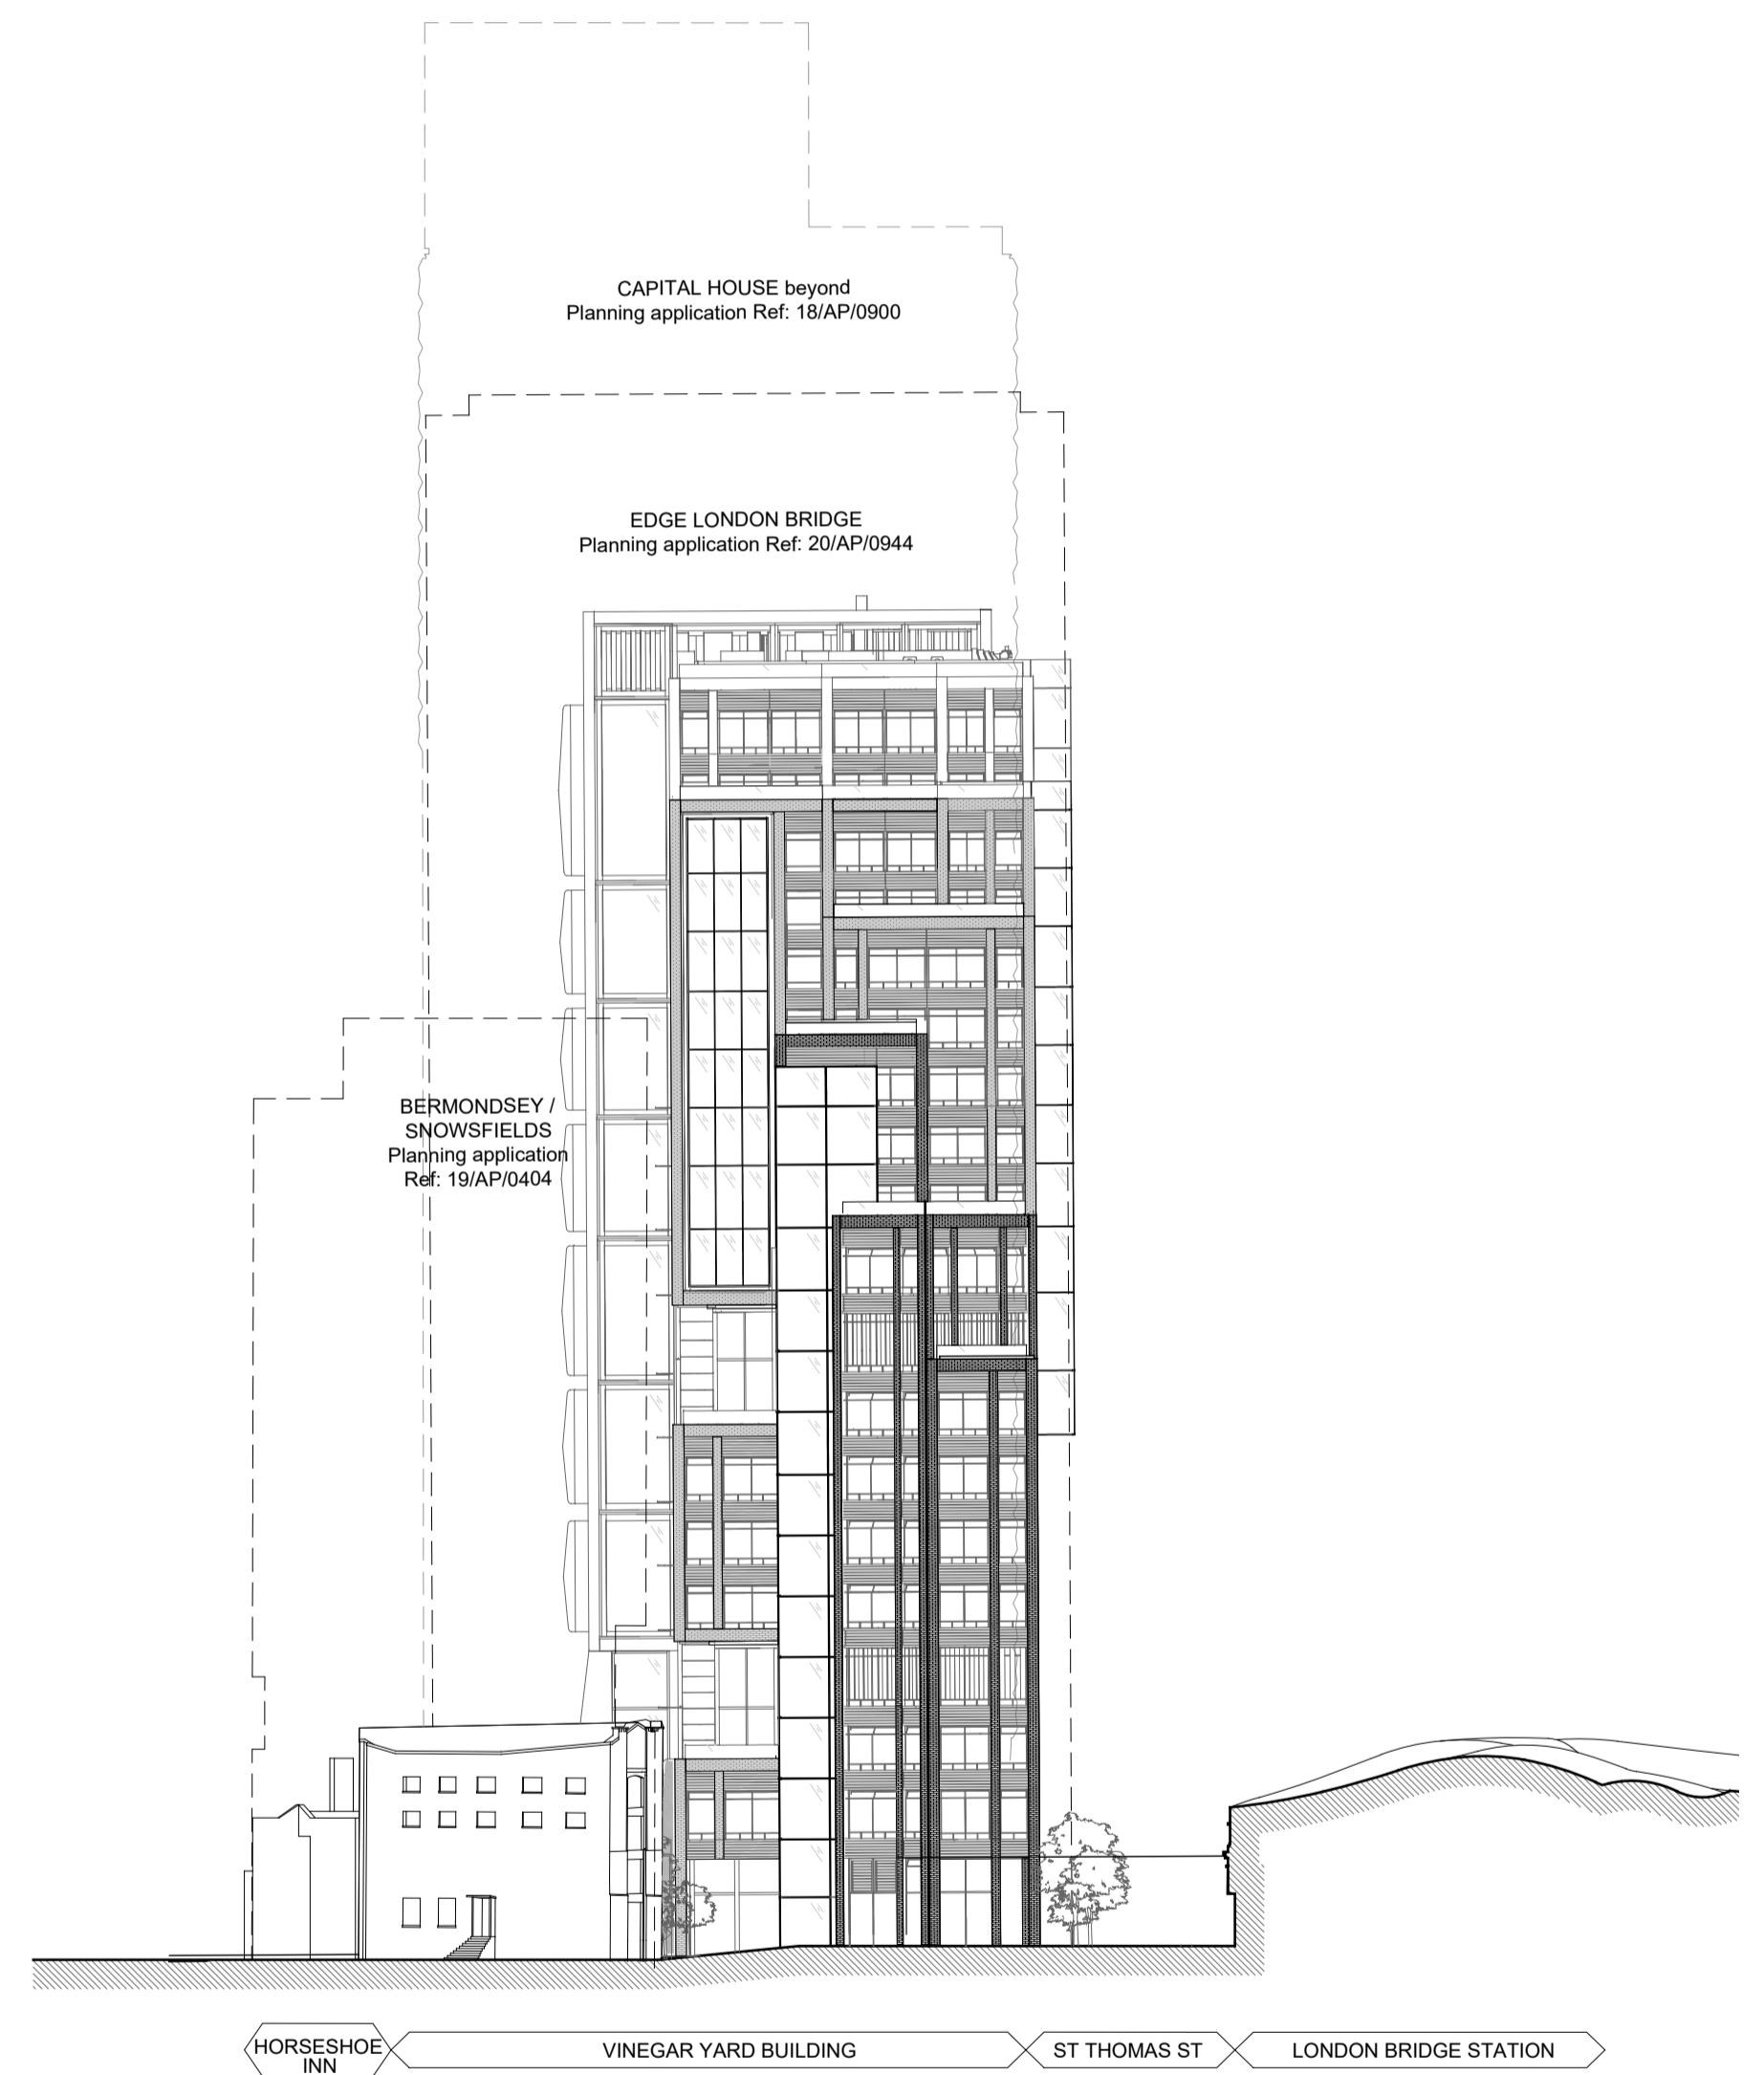 CAPITAL HOUSE beyond
Planning application Ref: 18/AP/0900
EDGE LONDON BRIDGE
Planning application Ref: 20/AP/0944
BERMONDSEY /
SNOWSFIELDS
Planning application
Ref: 19/AP/0404
HORSESHOE
INN
VINEGAR YARD BUILDING
ST THOMAS ST
LONDON BRIDGE STATION